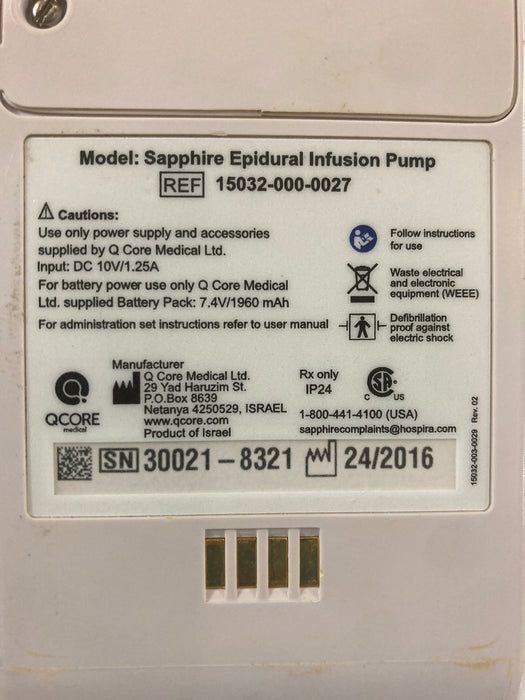 Model: Sapphire Epidural Infusion Pump
REF 15032-000-0027
Cautions:
Use only power supply and accessories
supplied by Q Core Medical Ltd.
Input: DC 10V/1.25A
For battery power use only Q Core Medical
Ltd. supplied Battery Pack: 7.4V/1960 mAh
For administration set instructions refer to user manual
Follow instructions
for use
Waste electrical
and electronic
equipment (WEEE)
Defibrillation
proof against
electric shock
QCORE
medical
Manufacturer
Q Core Medical Ltd.
29 Yad Haruzim St.
P.O.Box 8639
Netanya 4250529, ISRAEL
www.qcore.com
Product of Israel
Rx only
IP24
C SA US
1-800-441-4100 (USA)
sapphirecomplaints@hospira.com
15032-003-0029 Rev. 02
SN 30021-8321 24/2016